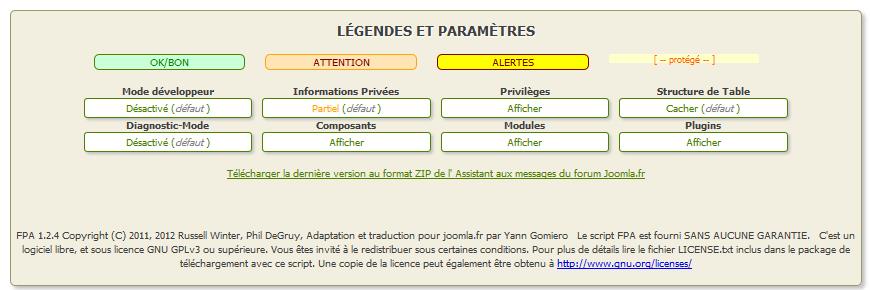 LÉGENDES ET PARAMÈTRES
OK/BON ATTENTION ALERTES [ -- protégé -- ]
Mode développeur Informations Privées Privilèges Structure de Table
Désactivé (défaut ) Partiel (défaut ) Afficher Cacher (défaut )
Diagnostic-Mode Composants Modules Plugins
Désactivé (défaut ) Afficher Afficher Afficher
Télécharger la dernière version au format ZIP de l' Assistant aux messages du forum Joomla.fr
FPA 1.2.4 Copyright (C) 2011, 2012 Russell Winter, Phil DeGruy, Adaptation et traduction pour joomla.fr par Yann Gomiero Le script FPA est fourni SANS AUCUNE GARANTIE. C'est un
logiciel libre, et sous licence GNU GPLv3 ou supérieure. Vous êtes invité à le redistribuer sous certaines conditions. Pour plus de détails lire le fichier LICENSE.txt inclus dans le package de
téléchargement avec ce script. Une copie de la licence peut également être obtenu à http://www.gnu.org/licenses/